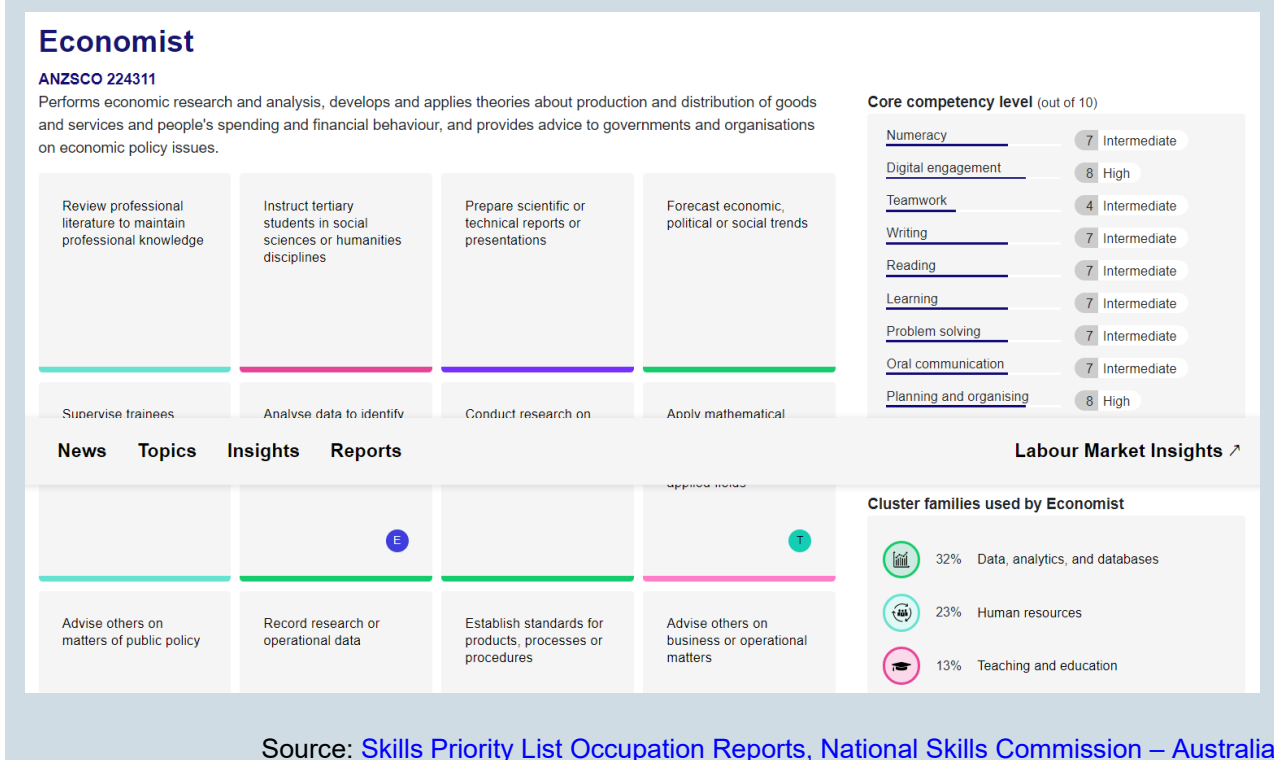 Economist
ANZSCO 224311
Performs economic research and analysis, develops and applies theories about production and distribution of goods
and services and people's spending and financial behaviour, and provides advice to governments and organisations
on economic policy issues.
Review professional
literature to maintain
professional knowledge
Instruct tertiary
students in social
sciences or humanities
disciplines
Prepare scientific or
technical reports or
presentations
Forecast economic,
political or social trends
Supervise trainees
Analyse data to identify
Conduct research on
Apply mathematical
applied fields
E
T
Advise others on
matters of public policy
Record research or
operational data
Establish standards for
products, processes or
procedures
Advise others on
business or operational
matters
Core competency level (out of 10)
Numeracy 7 Intermediate
Digital engagement 8 High
Teamwork 4 Intermediate
Writing 7 Intermediate
Reading 7 Intermediate
Learning 7 Intermediate
Problem solving 7 Intermediate
Oral communication 7 Intermediate
Planning and organising 8 High
News Topics Insights Reports Labour Market Insights ↗
Cluster families used by Economist
32% Data, analytics, and databases
23% Human resources
13% Teaching and education
Source: Skills Priority List Occupation Reports, National Skills Commission – Australia